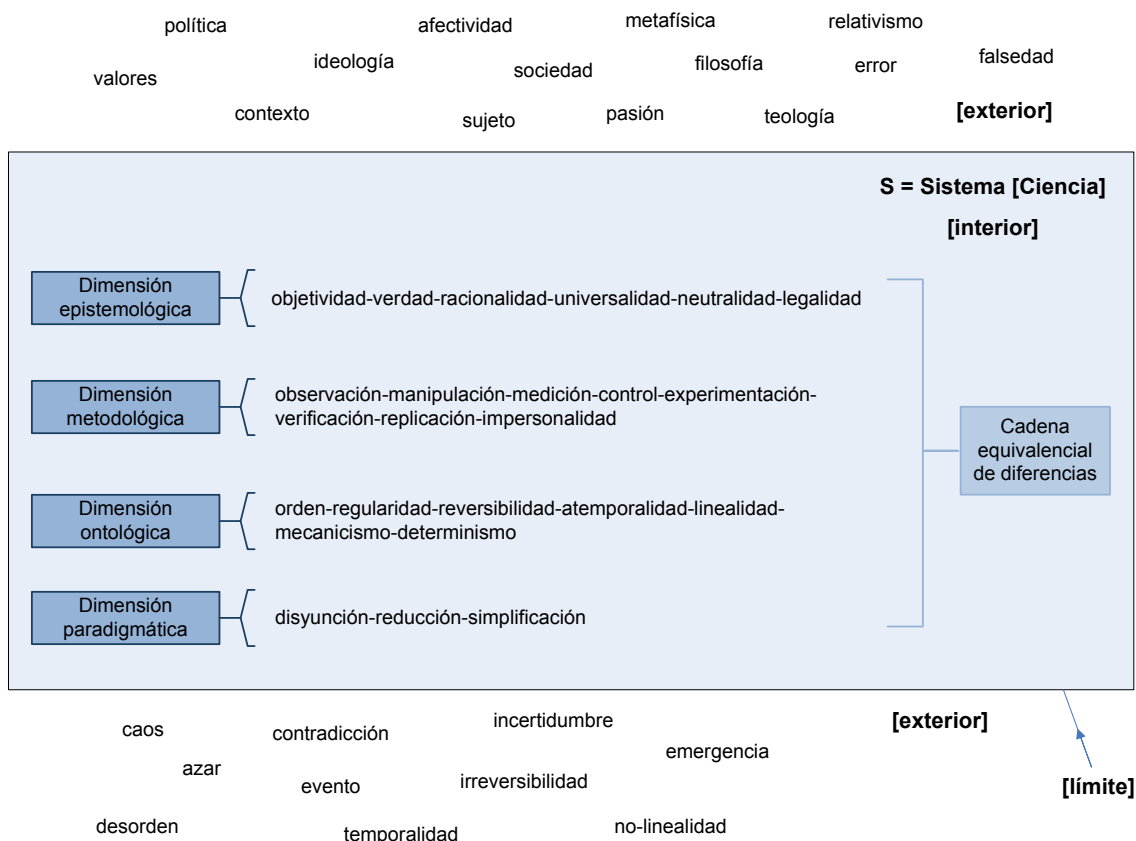 política
afectividad
metafísica
relativismo
valores
ideología
sociedad
filosofía
error
falsedad
contexto
sujeto
pasión
teología
[exterior]
S = Sistema [Ciencia]
[interior]
Dimensión
epistemológica
objetividad-verdad-racionalidad-universalidad-neutralidad-legalidad
Dimensión
metodológica
observación-manipulación-medición-control-experimentación-
verificación-replicación-impersonalidad
Cadena
equivalencial
de diferencias
Dimensión
ontológica
orden-regularidad-reversibilidad-atemporalidad-linealidad-
mecanicismo-determinismo
Dimensión
paradigmática
disyunción-reducción-simplificación
caos
contradicción
incertidumbre
[exterior]
emergencia
azar
evento
irreversibilidad
[límite]
desorden
temporalidad
no-linealidad